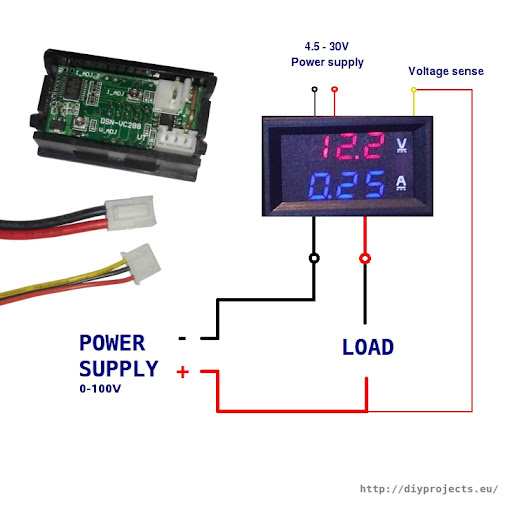 4.5 - 30V
Power supply
Voltage sense
I_ADJ
DSN-VC288
V_ADJ
V1
12.2 V
0.25 A
POWER - 
SUPPLY +
0-100V
LOAD
http://diyprojects.eu/